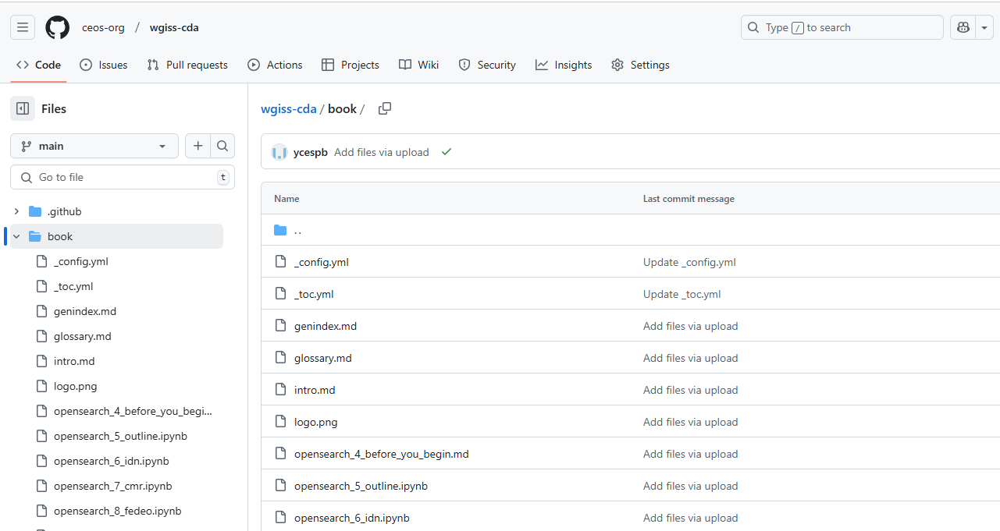 ceos-org / wgiss-cda
Type / to search
Code
Issues
Pull requests
Actions
Projects
Wiki
Security
Insights
Settings
Files
main
Go to file
t
.github
book
_config.yml
_toc.yml
genindex.md
glossary.md
intro.md
logo.png
opensearch_4_before_you_begi...
opensearch_5_outline.ipynb
opensearch_6_idn.ipynb
opensearch_7_cmr.ipynb
opensearch_8_fedeo.ipynb
wgiss-cda / book /
ycespb Add files via upload
Name Last commit message
..
_config.yml Update _config.yml
_toc.yml Update _toc.yml
genindex.md Add files via upload
glossary.md Add files via upload
intro.md Add files via upload
logo.png Add files via upload
opensearch_4_before_you_begin.md Add files via upload
opensearch_5_outline.ipynb Add files via upload
opensearch_6_idn.ipynb Add files via upload